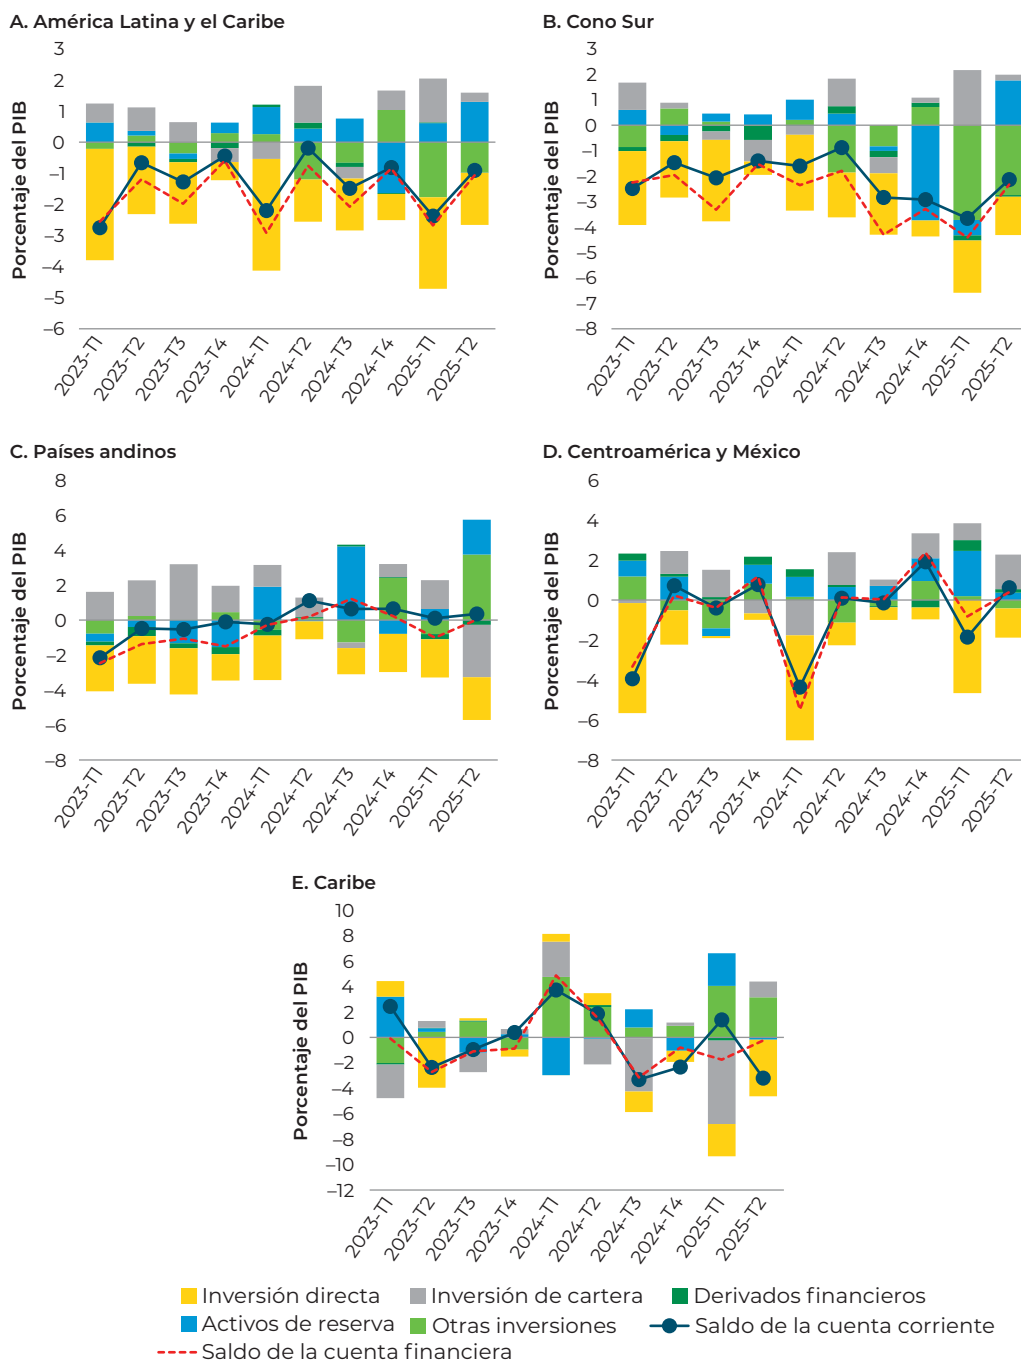 A. América Latina y el Caribe
Porcentaje del PIB
3
2
1
0
–1
–2
–3
–4
–5
–6
2023-T1
2023-T2
2023-T3
2023-T4
2024-T1
2024-T2
2024-T3
2024-T4
2025-T1
2025-T2
B. Cono Sur
Porcentaje del PIB
3
2
1
0
–1
–2
–3
–4
–5
–6
–7
–8
2023-T1
2023-T2
2023-T3
2023-T4
2024-T1
2024-T2
2024-T3
2024-T4
2025-T1
2025-T2
C. Países andinos
Porcentaje del PIB
8
6
4
2
0
–2
–4
–6
–8
2023-T1
2023-T2
2023-T3
2023-T4
2024-T1
2024-T2
2024-T3
2024-T4
2025-T1
2025-T2
D. Centroamérica y México
Porcentaje del PIB
6
4
2
0
–2
–4
–6
–8
2023-T1
2023-T2
2023-T3
2023-T4
2024-T1
2024-T2
2024-T3
2024-T4
2025-T1
2025-T2
E. Caribe
Porcentaje del PIB
10
8
6
4
2
0
–2
–4
–6
–8
–10
–12
2023-T1
2023-T2
2023-T3
2023-T4
2024-T1
2024-T2
2024-T3
2024-T4
2025-T1
2025-T2
Inversión directa Inversión de cartera Derivados financieros
Activos de reserva Otras inversiones Saldo de la cuenta corriente
Saldo de la cuenta financiera